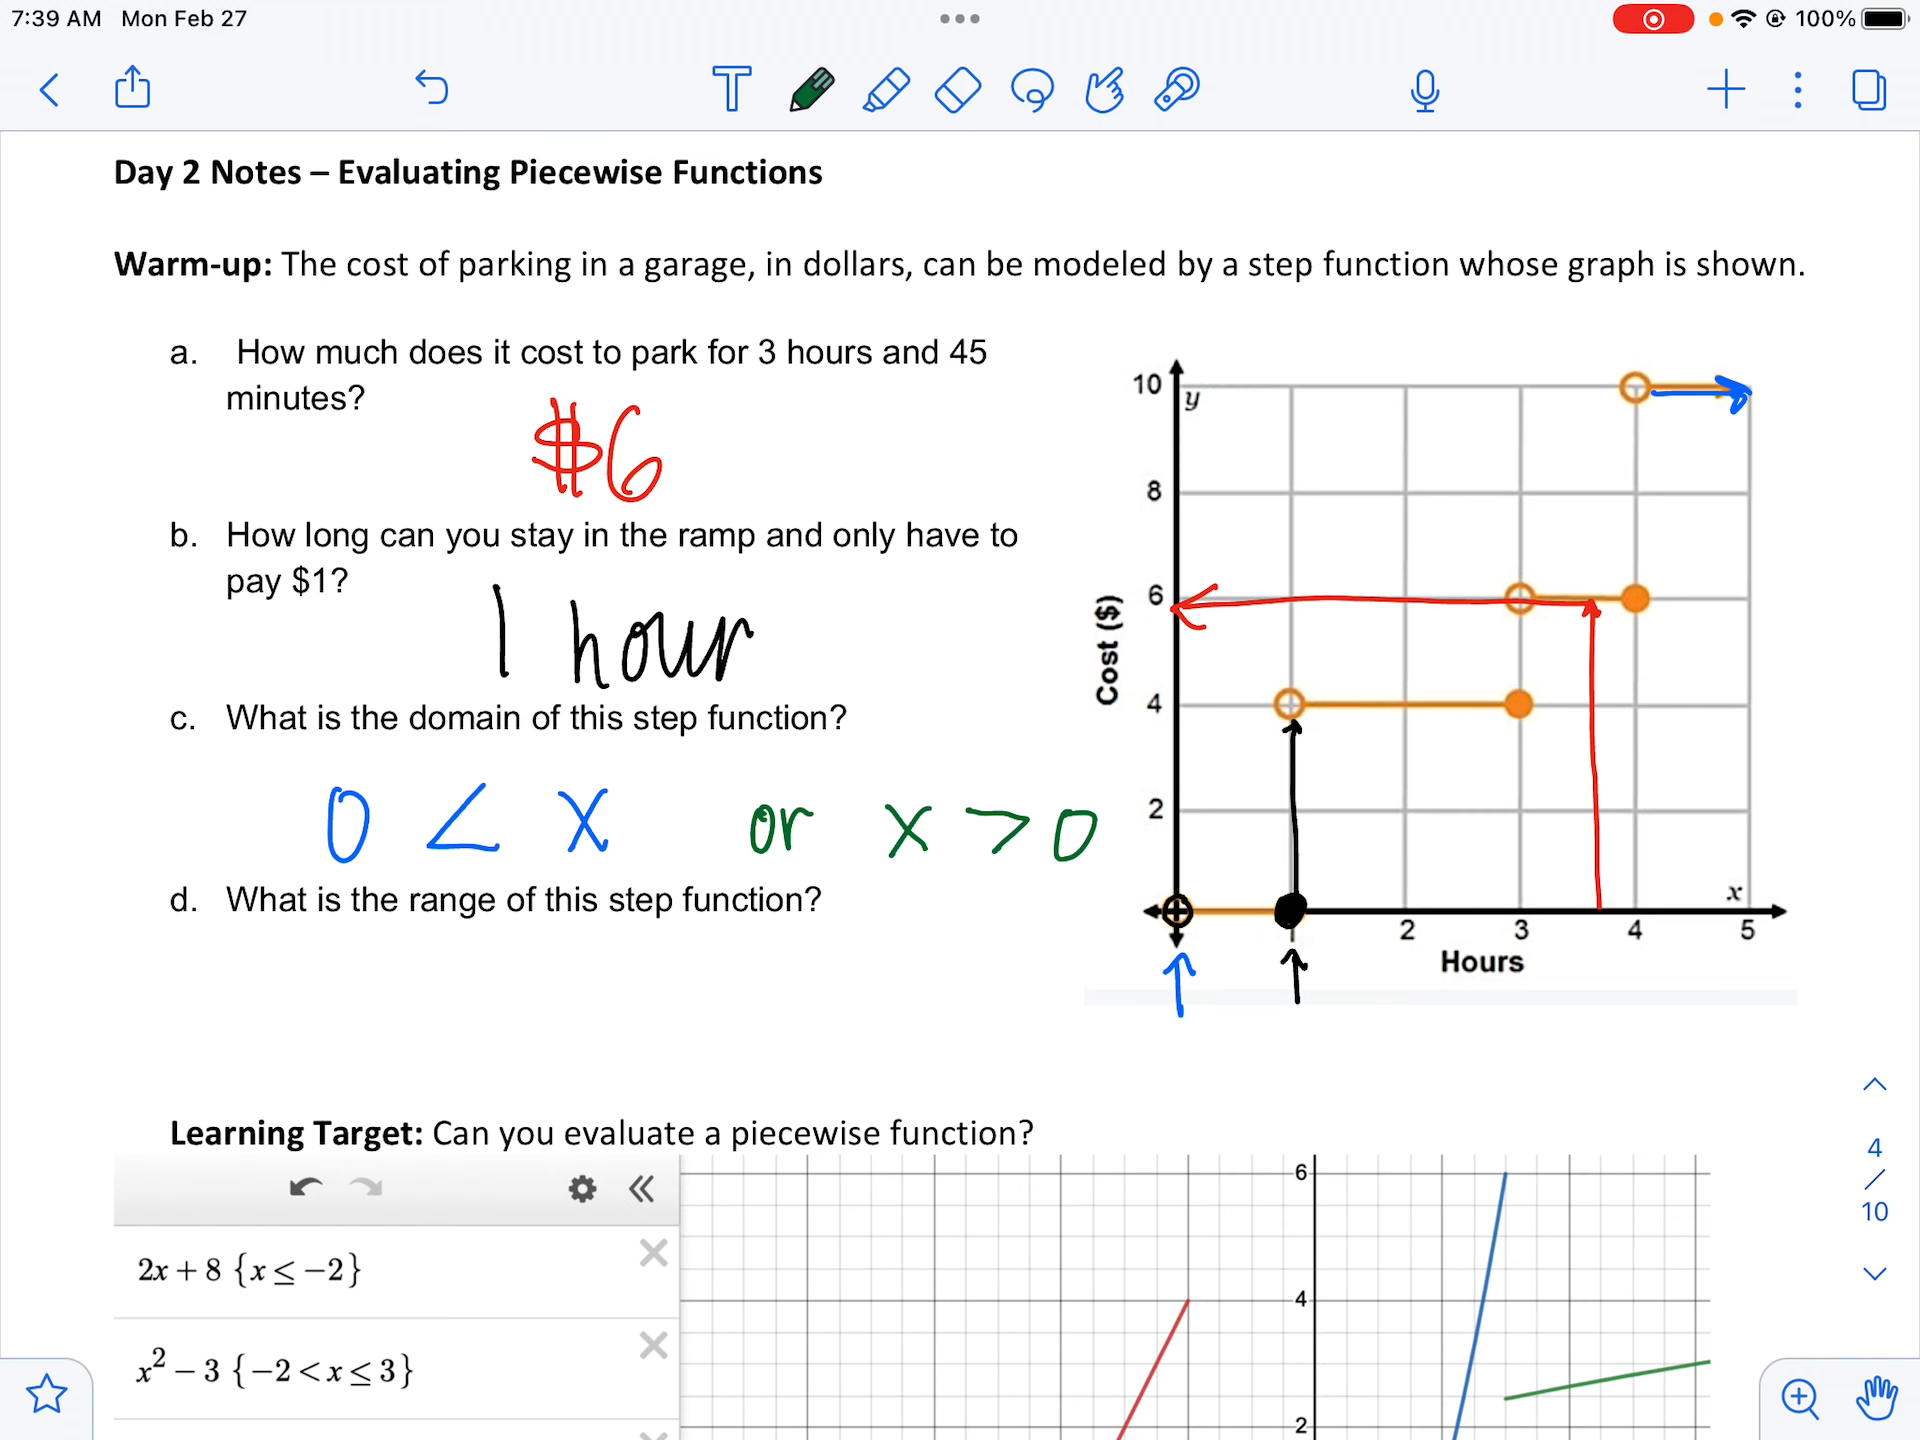 7:39 AM Mon Feb 27
100%
Day 2 Notes – Evaluating Piecewise Functions
Warm-up: The cost of parking in a garage, in dollars, can be modeled by a step function whose graph is shown.
a. How much does it cost to park for 3 hours and 45
minutes?
$6
b. How long can you stay in the ramp and only have to
pay $1?
1 hour
c. What is the domain of this step function?
0 < x or x > 0
d. What is the range of this step function?
10
y
8
6
4
2
Cost ($)
x
2 3 4 5
Hours
Learning Target: Can you evaluate a piecewise function?
2x + 8 {x ≤ −2}
x² − 3 {−2 < x ≤ 3}
6
4
2
4
/
10